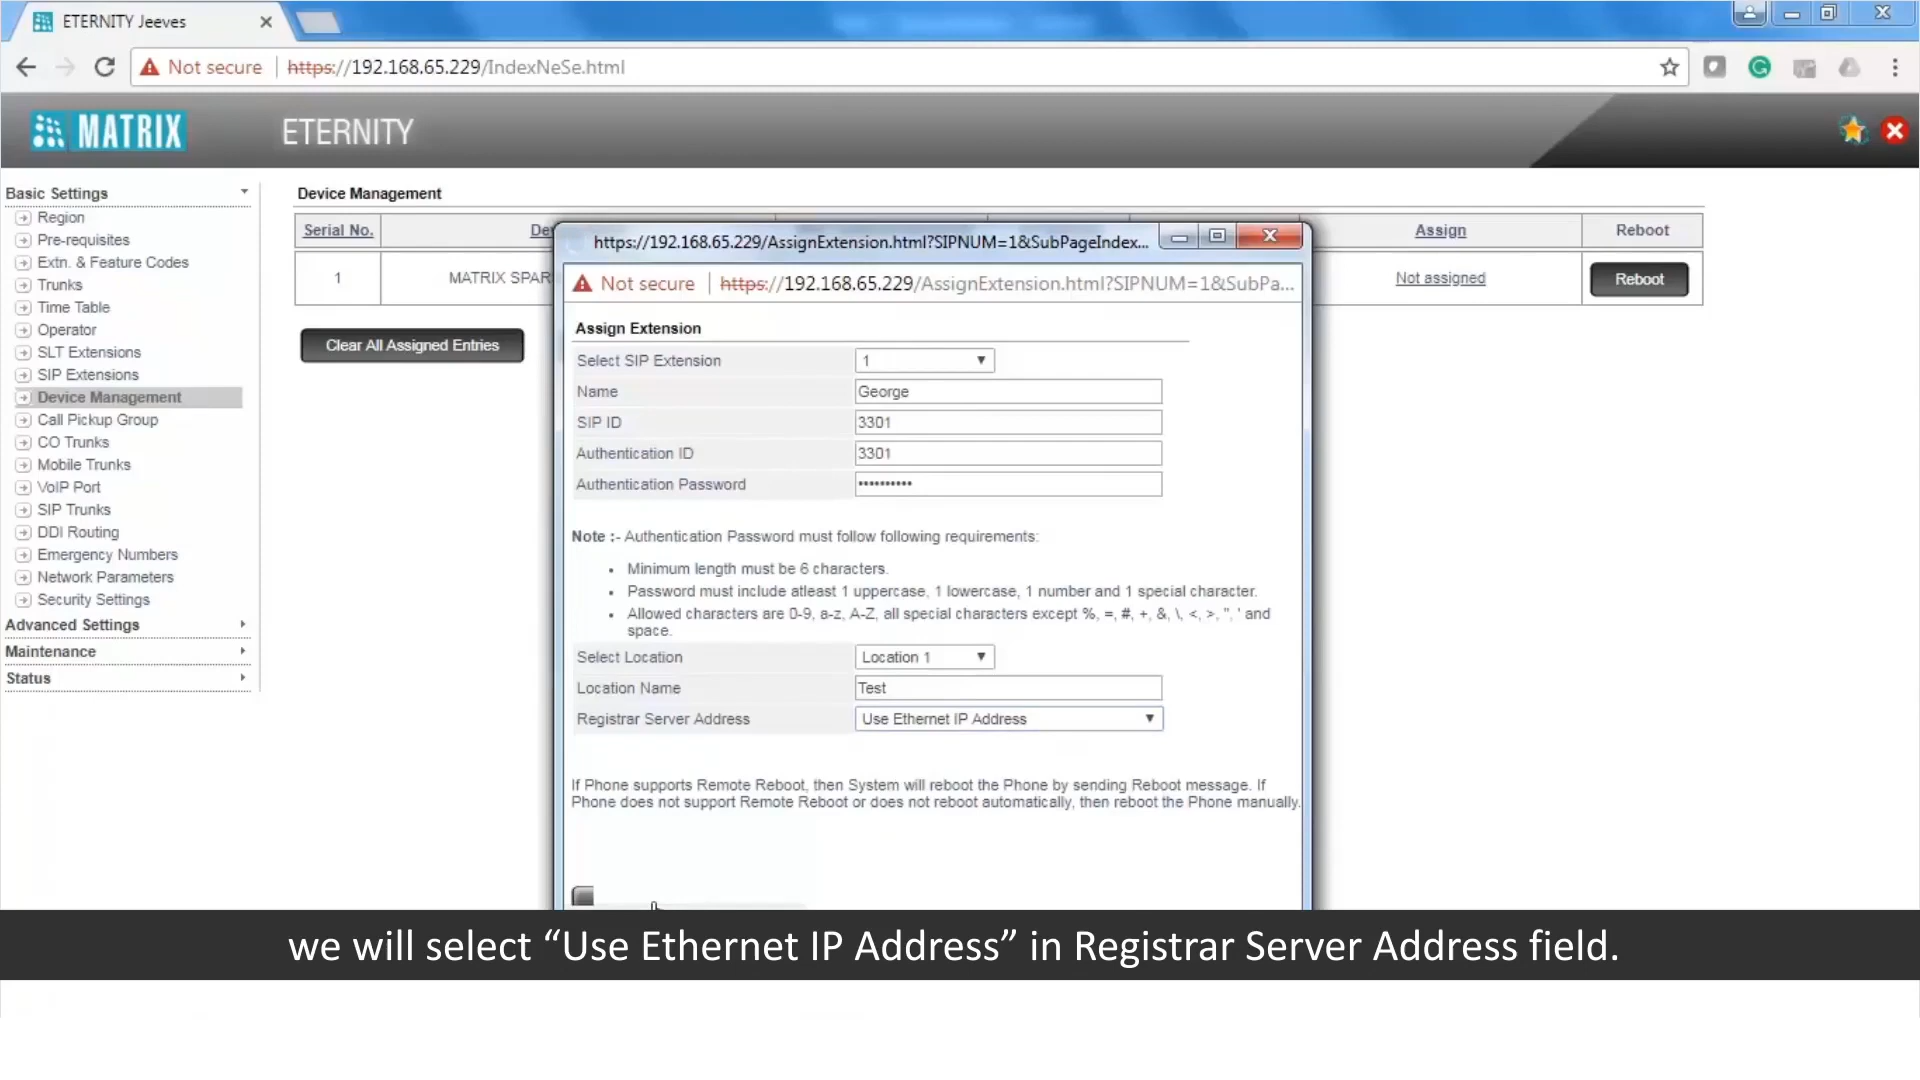 ETERNITY Jeeves
Not secure https://192.168.65.229/IndexNeSe.html
MATRIX
ETERNITY
Basic Settings
Region
Pre-requisites
Extn. & Feature Codes
Trunks
Time Table
Operator
SLT Extensions
SIP Extensions
Device Management
Call Pickup Group
CO Trunks
Mobile Trunks
VoIP Port
SIP Trunks
DDI Routing
Emergency Numbers
Network Parameters
Security Settings
Advanced Settings
Maintenance
Status
Device Management
Serial No. Assign Reboot
1 MATRIX Not assigned Reboot
Clear All Assigned Entries
https://192.168.65.229/AssignExtension.html?SIPNUM=1&SubPageIndex...
Not secure https://192.168.65.229/AssignExtension.html?SIPNUM=1&SubPa...
Assign Extension
Select SIP Extension 1
Name George
SIP ID 3301
Authentication ID 3301
Authentication Password ••••••••••
Note :- Authentication Password must follow following requirements:
• Minimum length must be 6 characters.
• Password must include atleast 1 uppercase, 1 lowercase, 1 number and 1 special character.
• Allowed characters are 0-9, a-z, A-Z, all special characters except %, =, #, +, &, \, <, >, ", ' and
space.
Select Location Location 1
Location Name Test
Registrar Server Address Use Ethernet IP Address
If Phone supports Remote Reboot, then System will reboot the Phone by sending Reboot message. If
Phone does not support Remote Reboot or does not reboot automatically, then reboot the Phone manually.
we will select “Use Ethernet IP Address” in Registrar Server Address field.